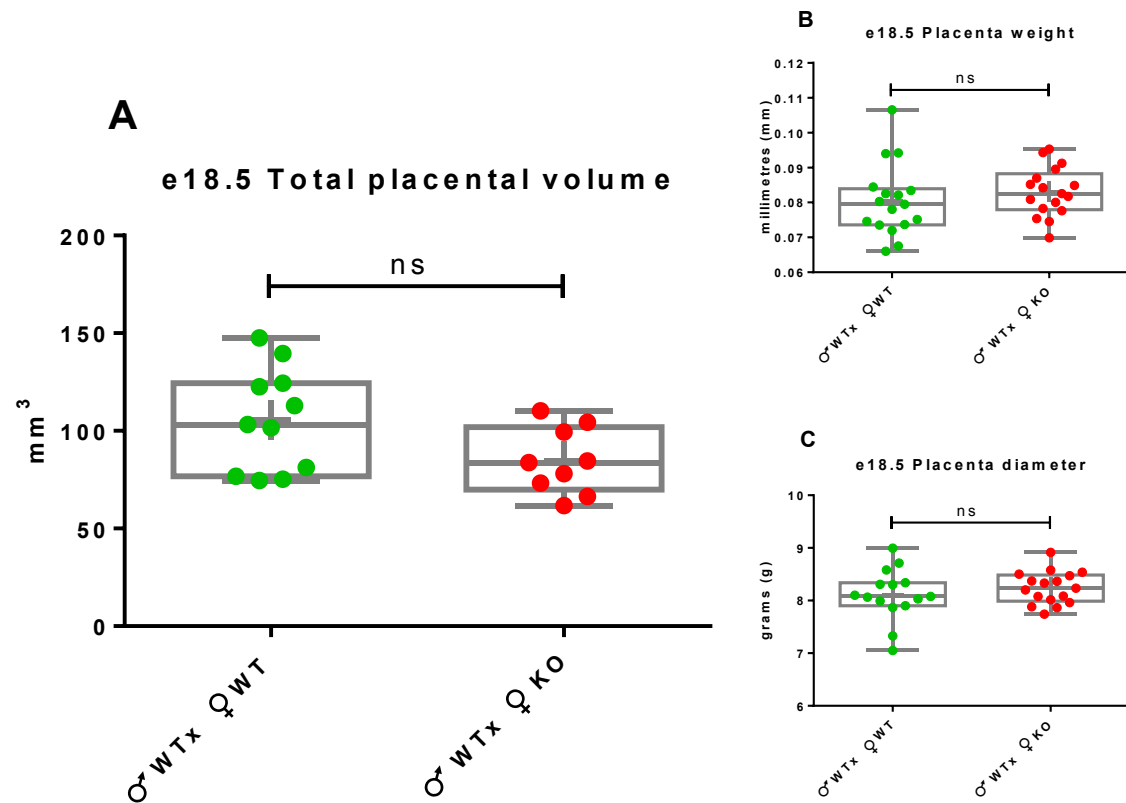 A
e18.5 Total placental volume
mm³
200
150
100
50
0
ns
♂WTx ♀WT
♂WTx ♀KO
B
e18.5 Placenta weight
millimetres (mm)
0.12
0.11
0.10
0.09
0.08
0.07
0.06
ns
♂WTx ♀WT
♂WTx ♀KO
C
e18.5 Placenta diameter
grams (g)
10
9
8
7
6
ns
♂WTx ♀WT
♂WTx ♀KO